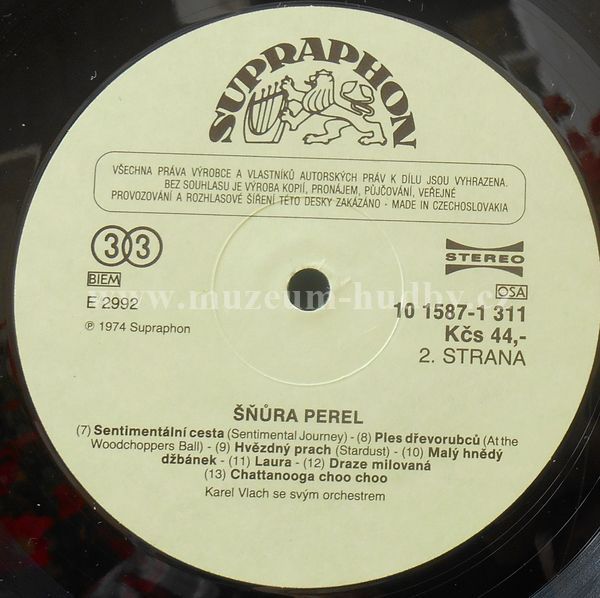 SUPRAPHON
VŠECHNA PRÁVA VÝROBCE A VLASTNÍKŮ AUTORSKÝCH PRÁV K DÍLU JSOU VYHRAZENA.
BEZ SOUHLASU JE VÝROBA KOPIÍ, PRONÁJEM, PŮJČOVÁNÍ, VEŘEJNÉ
PROVOZOVÁNÍ A ROZHLASOVÉ ŠÍŘENÍ TÉTO DESKY ZAKÁZÁNO - MADE IN CZECHOSLOVAKIA
33
STEREO
BIEM
OSA
E 2992
10 1587-1 311
℗ 1974 Supraphon
Kčs 44,-
2. STRANA
www.muzeum-hudby.cz
ŠŇŮRA PEREL
(7) Sentimentální cesta (Sentimental Journey) - (8) Ples dřevorubců (At the
Woodchoppers Ball) - (9) Hvězdný prach (Stardust) - (10) Malý hnědý
džbánek - (11) Laura - (12) Draze milovaná
(13) Chattanooga choo choo
Karel Vlach se svým orchestrem